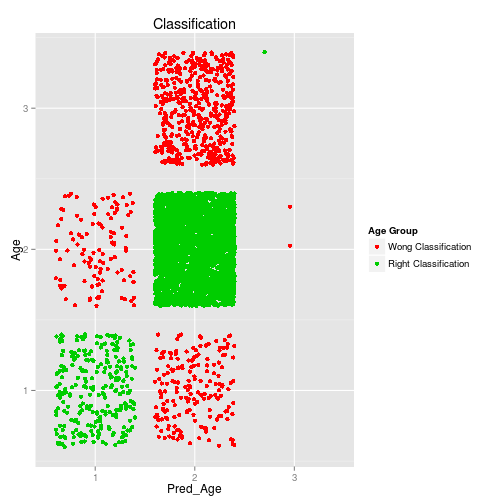 Classification
3
2
1
Age
1 2 3
Pred_Age
Age Group
Wong Classification
Right Classification